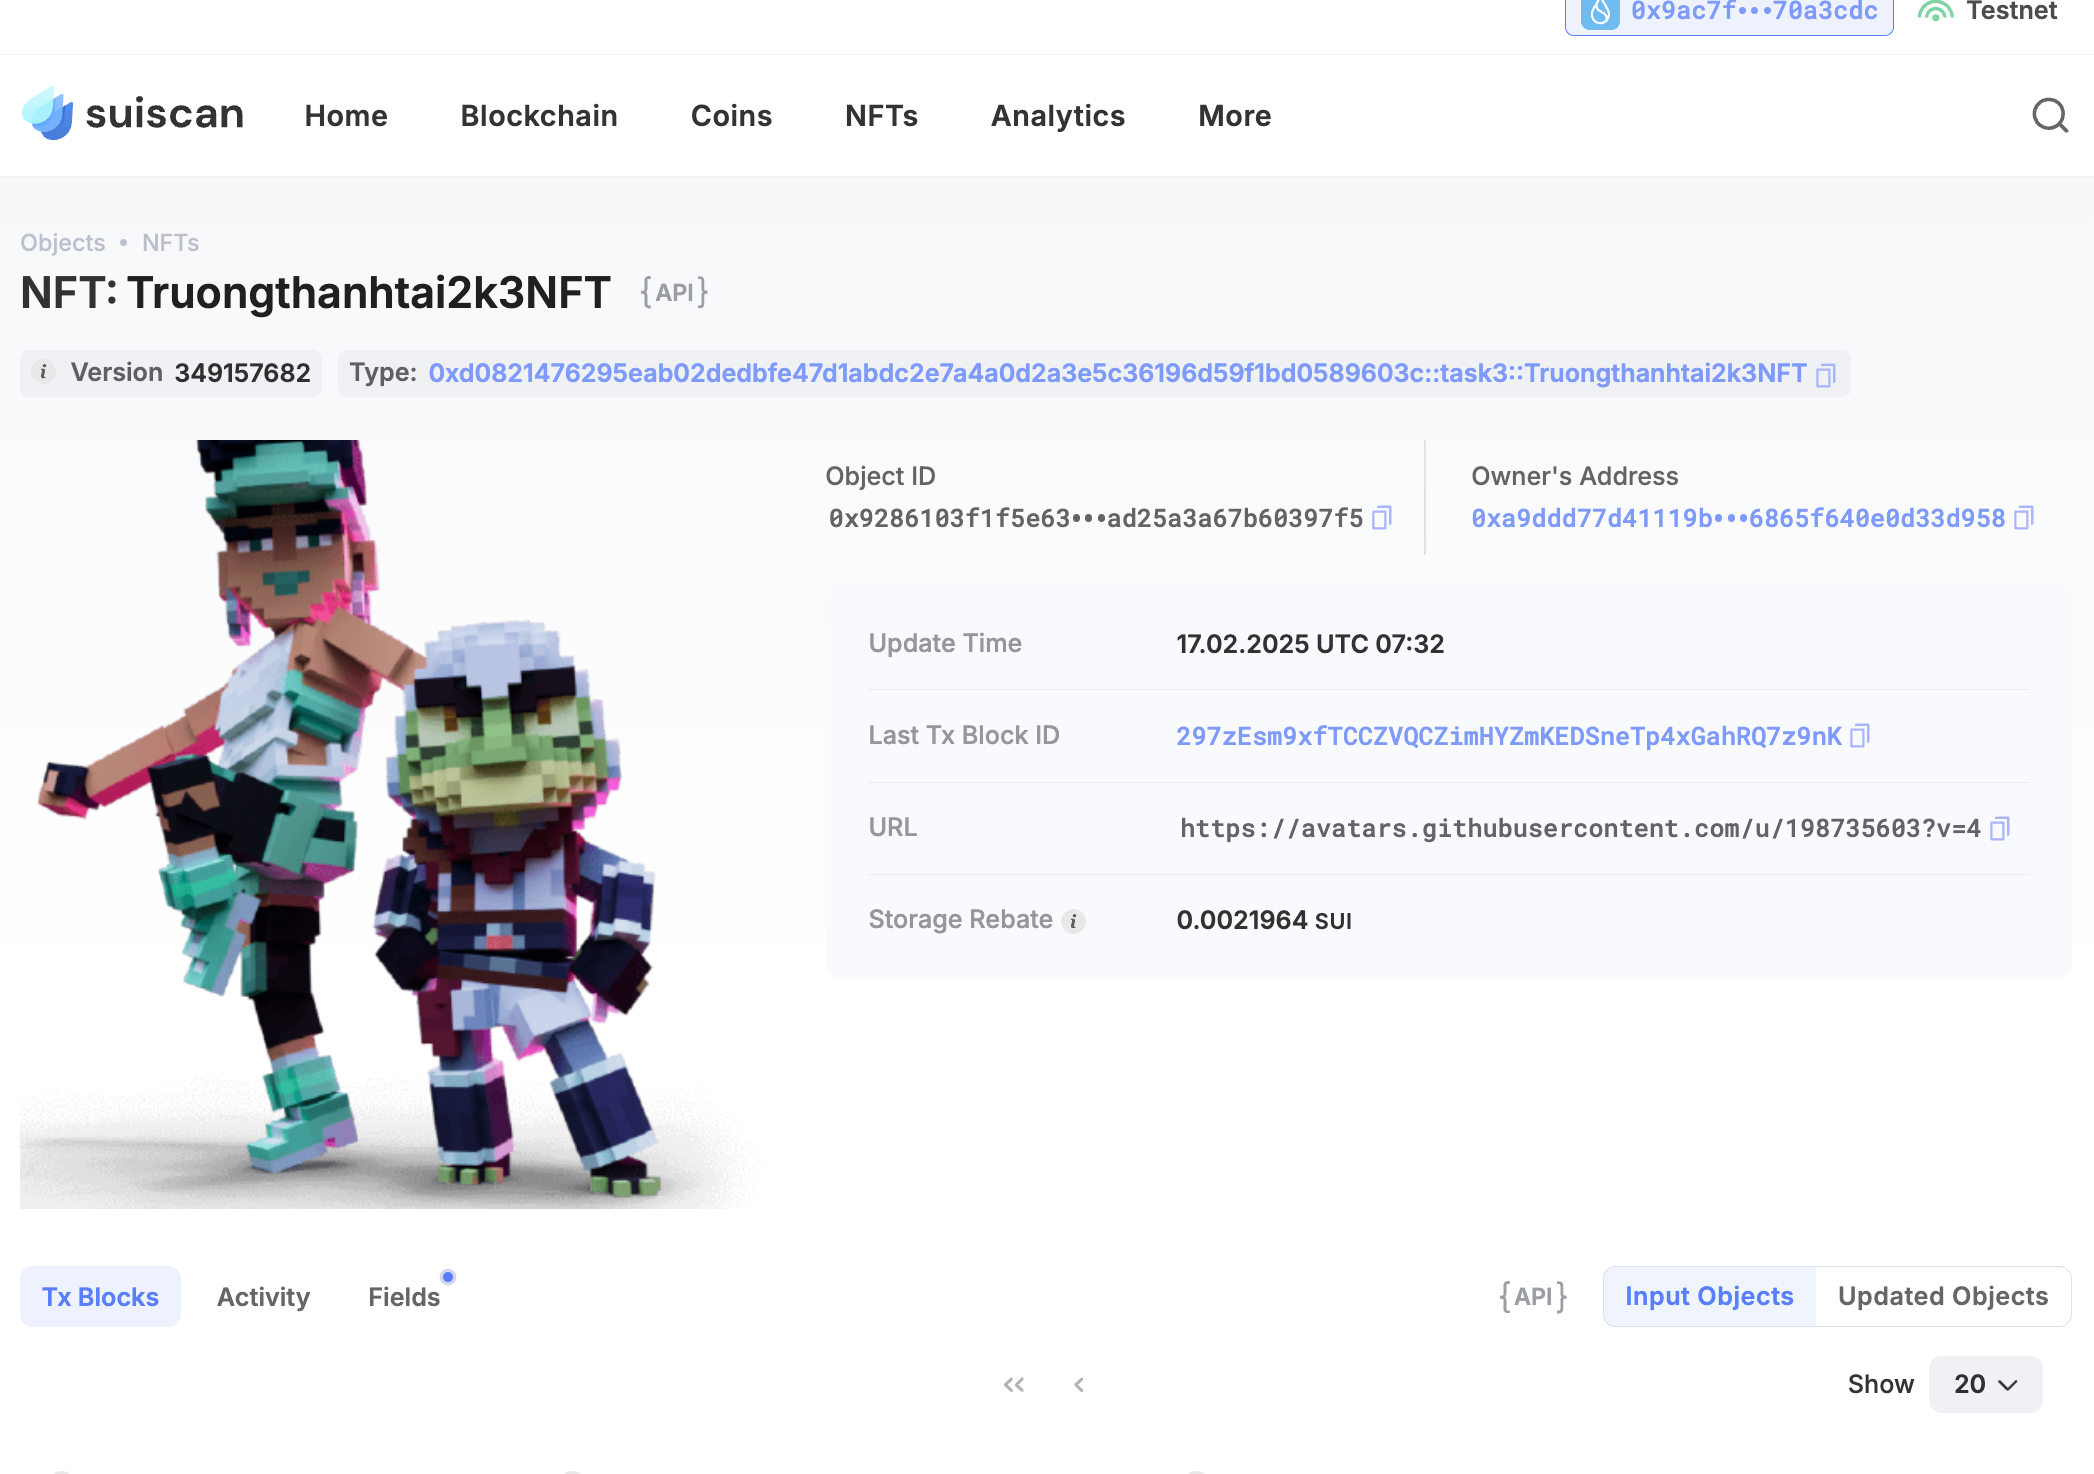 0x9ac7f•••70a3cdc Testnet
suiscan Home Blockchain Coins NFTs Analytics More
Objects • NFTs
NFT: Truongthanhtai2k3NFT {API}
i Version 349157682 Type: 0xd0821476295eab02dedbfe47d1abdc2e7a4a0d2a3e5c36196d59f1bd0589603c::task3::Truongthanhtai2k3NFT
Object ID Owner's Address
0x9286103f1f5e63•••ad25a3a67b60397f5 0xa9ddd77d41119b•••6865f640e0d33d958
Update Time 17.02.2025 UTC 07:32
Last Tx Block ID 297zEsm9xfTCCZVQCZimHYZmKEDSneTp4xGahRQ7z9nK
URL https://avatars.githubusercontent.com/u/198735603?v=4
Storage Rebate i 0.0021964 SUI
Tx Blocks Activity Fields {API} Input Objects Updated Objects
Show 20